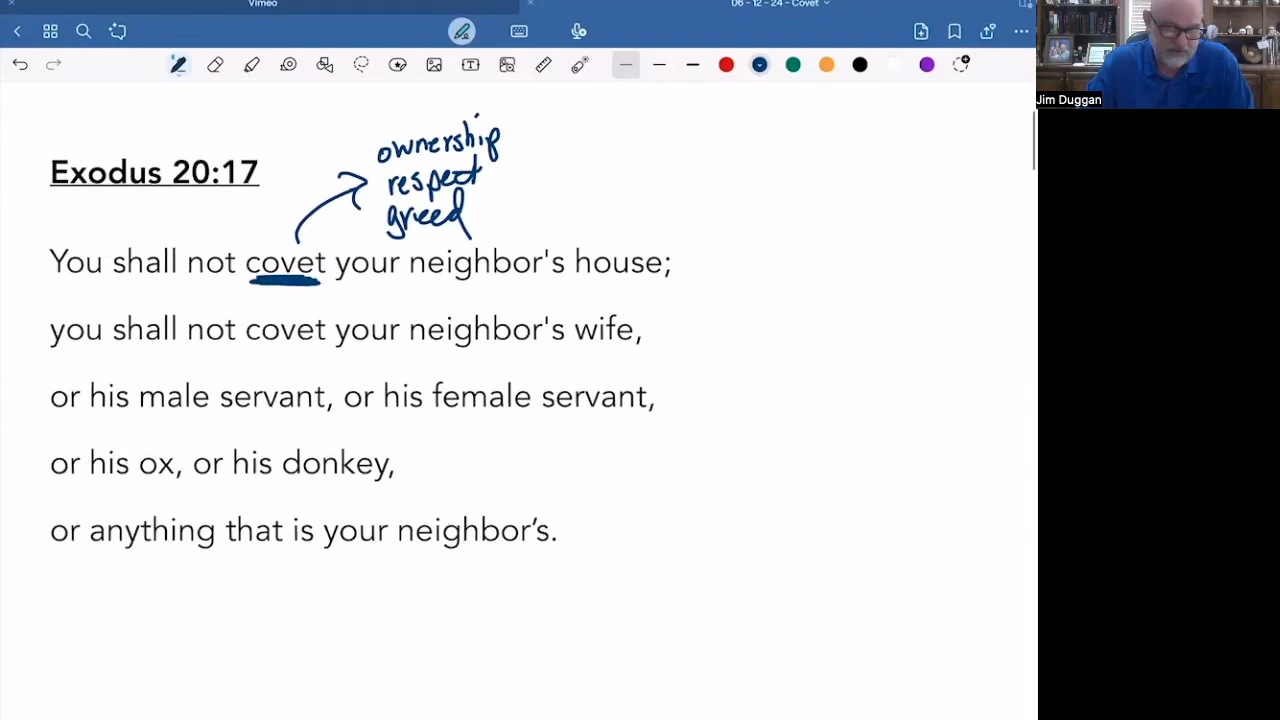 Vimeo
06 - 12 - 24 - Covet
Jim Duggan
ownership
respect
greed
Exodus 20:17
You shall not covet your neighbor's house;
you shall not covet your neighbor's wife,
or his male servant, or his female servant,
or his ox, or his donkey,
or anything that is your neighbor’s.